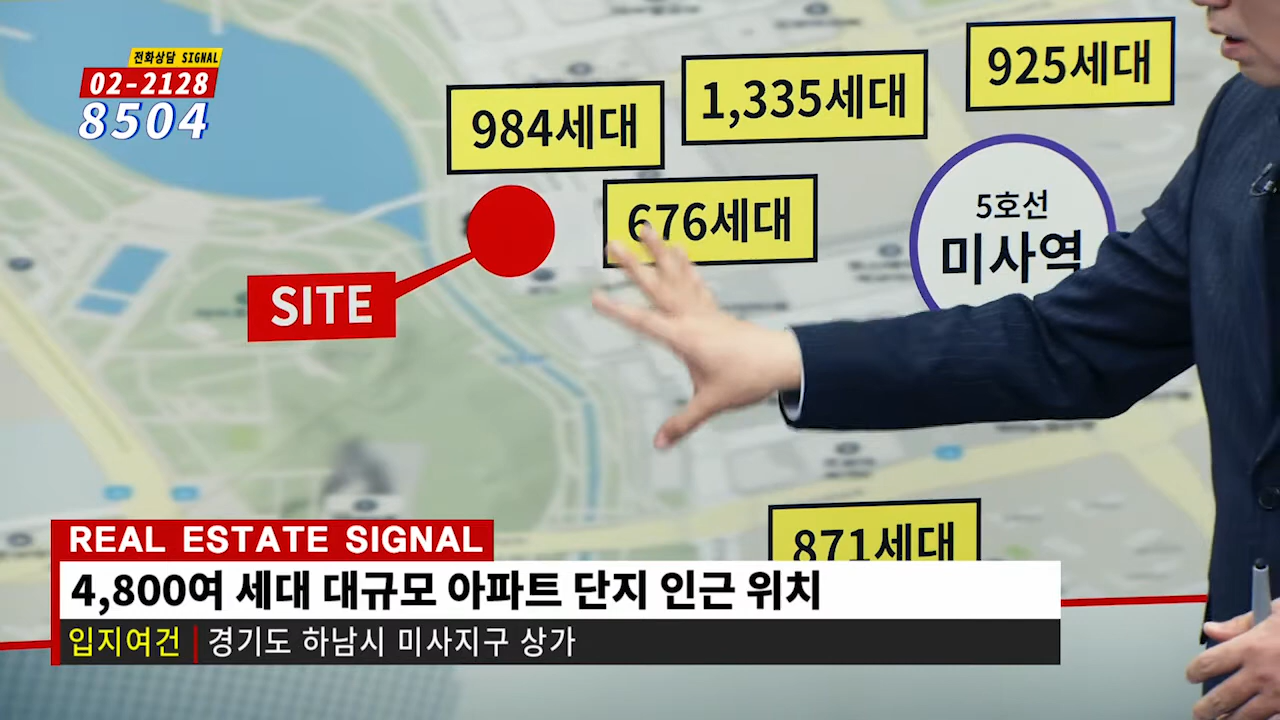 전화상담 SIGNAL
02-2128
8504
984세대
1,335세대
925세대
676세대
5호선
미사역
SITE
871세대
REAL ESTATE SIGNAL
4,800여 세대 대규모 아파트 단지 인근 위치
입지여건 경기도 하남시 미사지구 상가